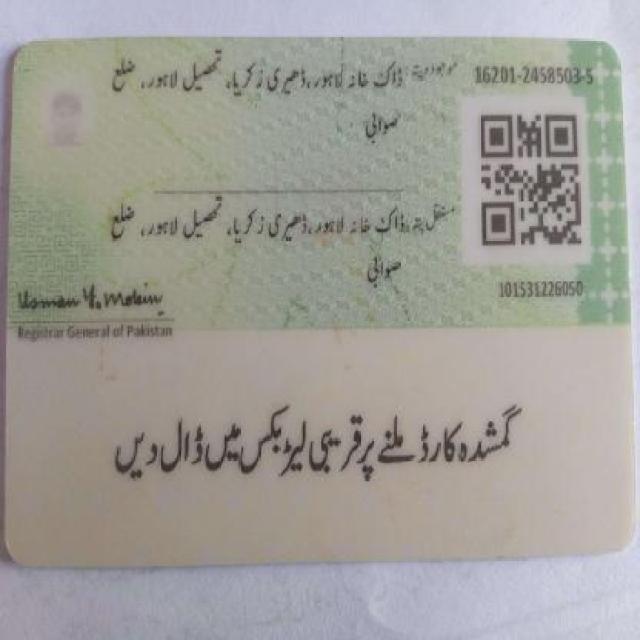 موجودہ پتہ: ڈاک خانہ لاہور، ڈھیری زکریا، تحصیل لاہور، ضلع
صوابی
16201-2458503-5
مستقل پتہ: ڈاک خانہ لاہور، ڈھیری زکریا، تحصیل لاہور، ضلع
صوابی
101531226050
Usman Y. Mobin
Registrar General of Pakistan
گمشدہ کارڈ ملنے پر قریبی لیٹر بکس میں ڈال دیں